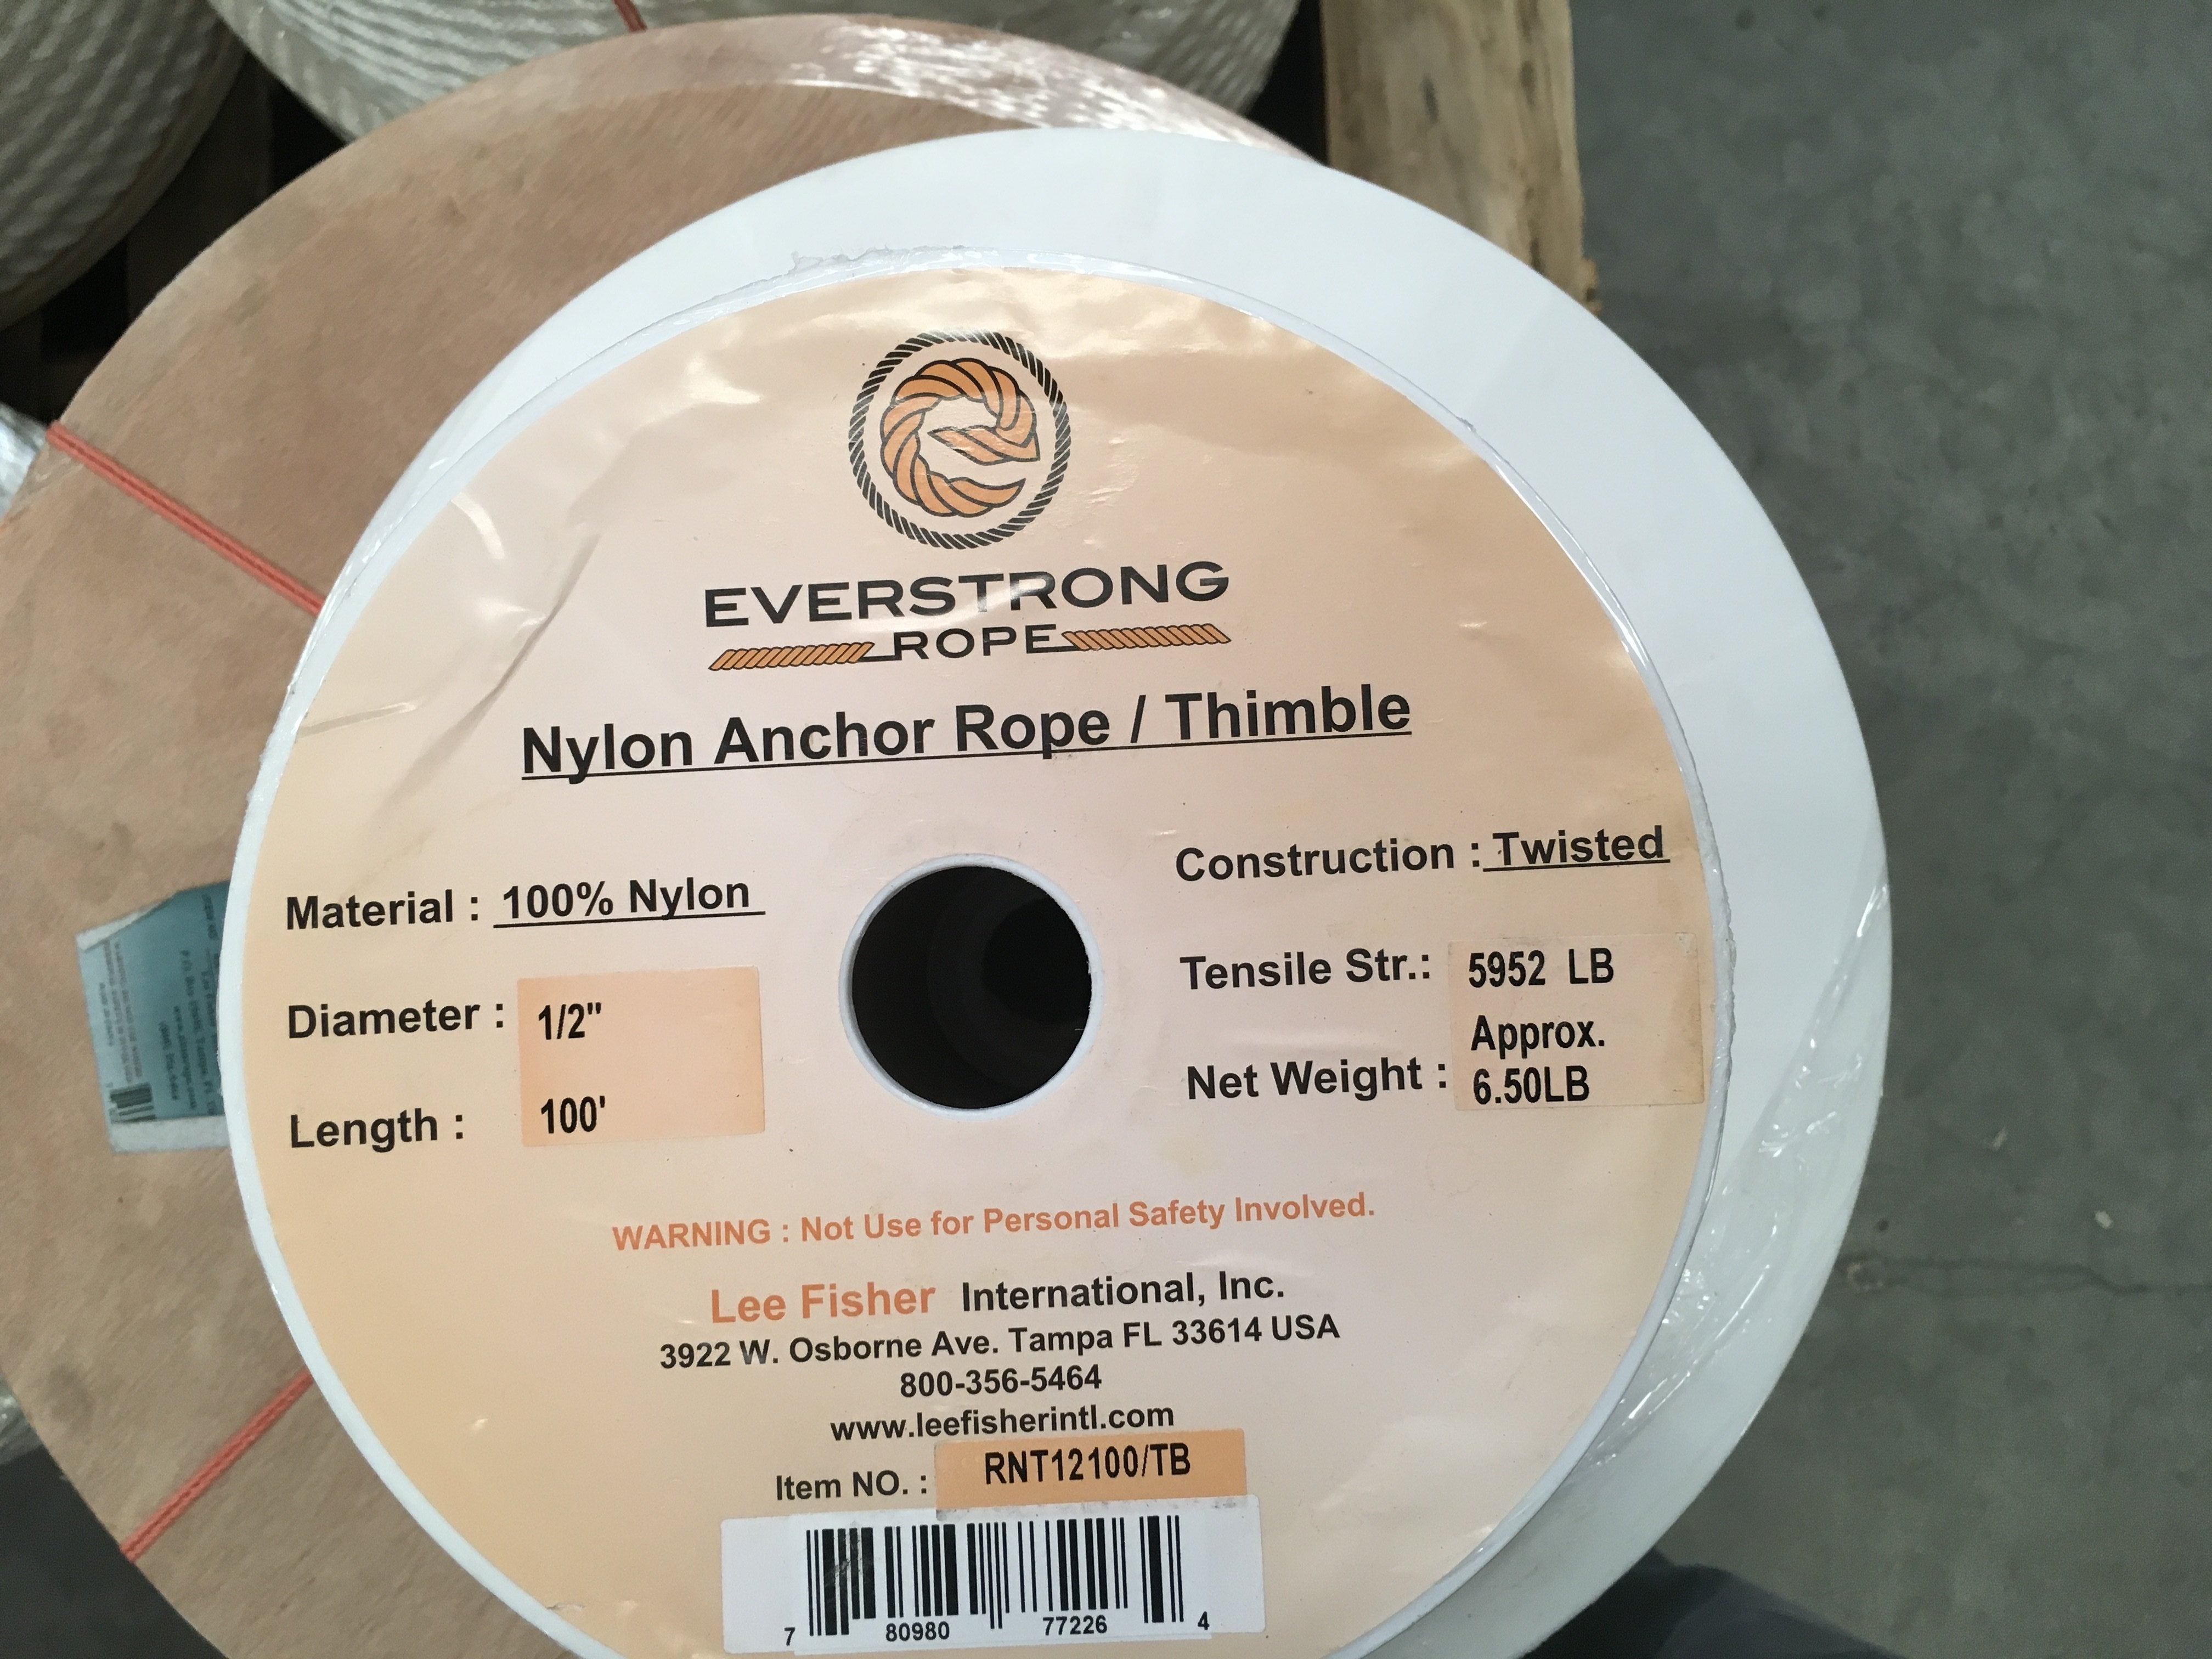 EVERSTRONG
ROPE
Nylon Anchor Rope / Thimble
Material : 100% Nylon
Diameter : 1/2"
Length : 100'
Construction : Twisted
Tensile Str.: 5952 LB
Net Weight : Approx.
6.50LB
WARNING : Not Use for Personal Safety Involved.
Lee Fisher International, Inc.
3922 W. Osborne Ave. Tampa FL 33614 USA
800-356-5464
www.leefisherintl.com
Item NO. : RNT12100/TB
7 80980 77226 4